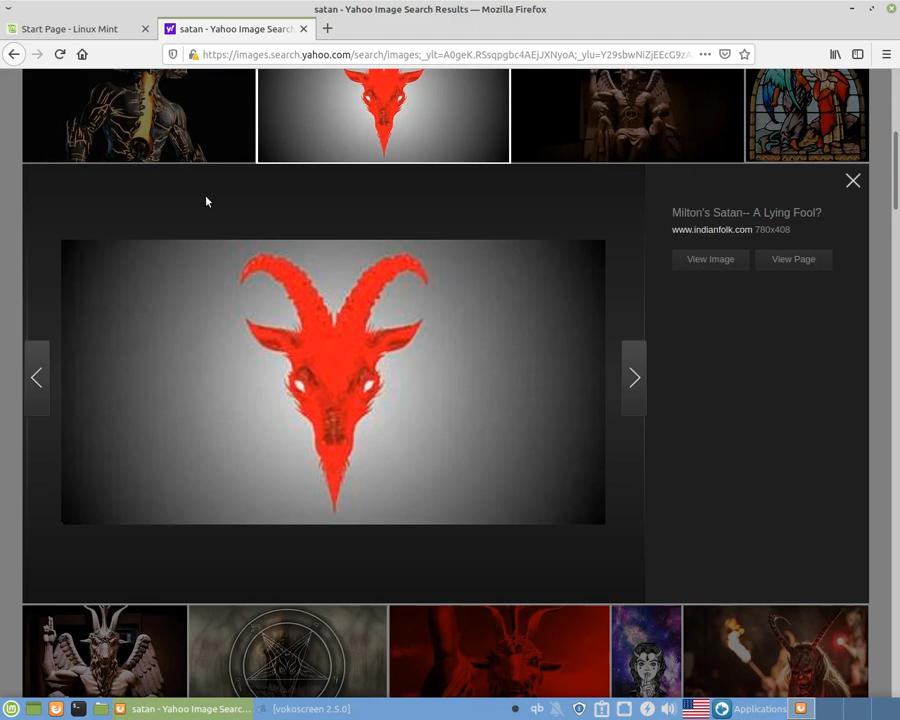 satan - Yahoo Image Search Results — Mozilla Firefox
Start Page - Linux Mint
satan - Yahoo Image Search
https://images.search.yahoo.com/search/images;_ylt=A0geK.RSsqpgbc4AEjJXNyoA;_ylu=Y29sbwNiZjEEcG9zA
Milton's Satan-- A Lying Fool?
www.indianfolk.com 780x408
View Image View Page
satan - Yahoo Image Searc... [vokoscreen 2.5.0] qb Applications